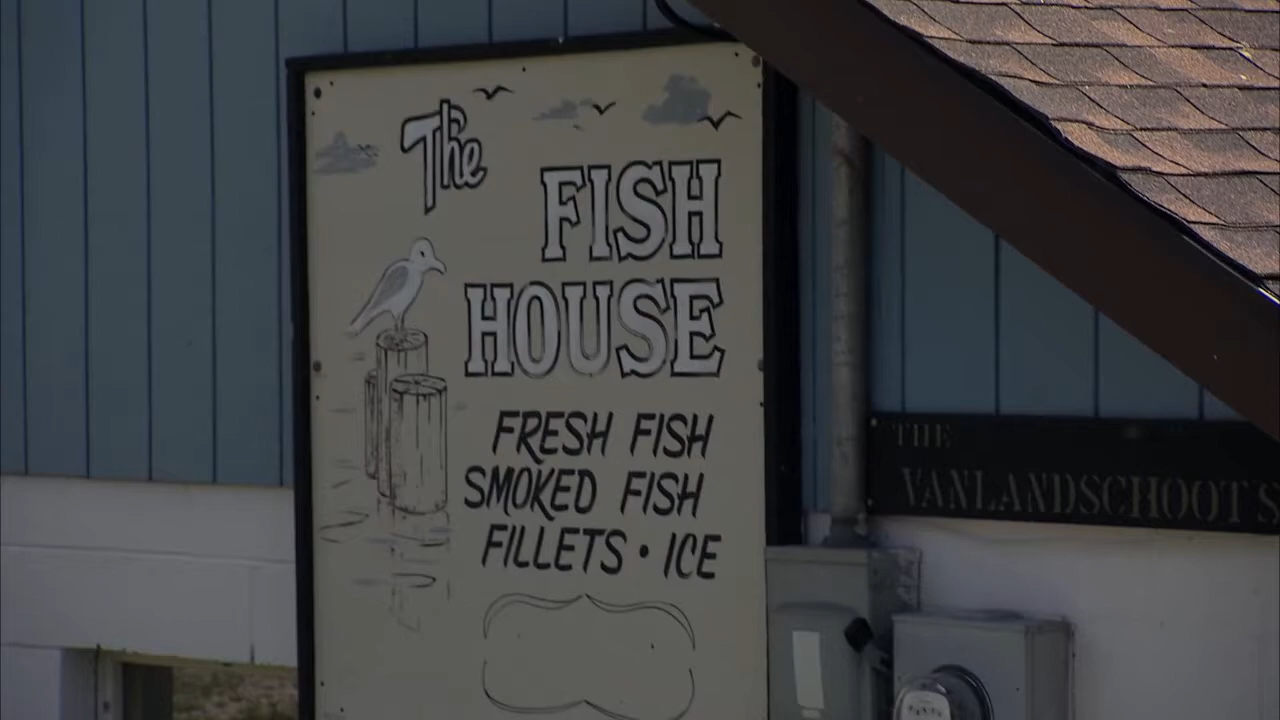 The
FISH
HOUSE
FRESH FISH
SMOKED FISH
FILLETS • ICE
THE
VANLANDSCHOOT'S